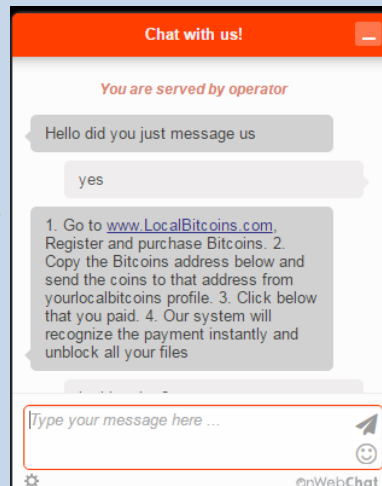 Chat with us!
You are served by operator
Hello did you just message us
yes
1. Go to www.LocalBitcoins.com,
Register and purchase Bitcoins. 2.
Copy the Bitcoins address below and
send the coins to that address from
yourlocalbitcoins profile. 3. Click below
that you paid. 4. Our system will
recognize the payment instantly and
unblock all your files
Type your message here ...
OnWebChat